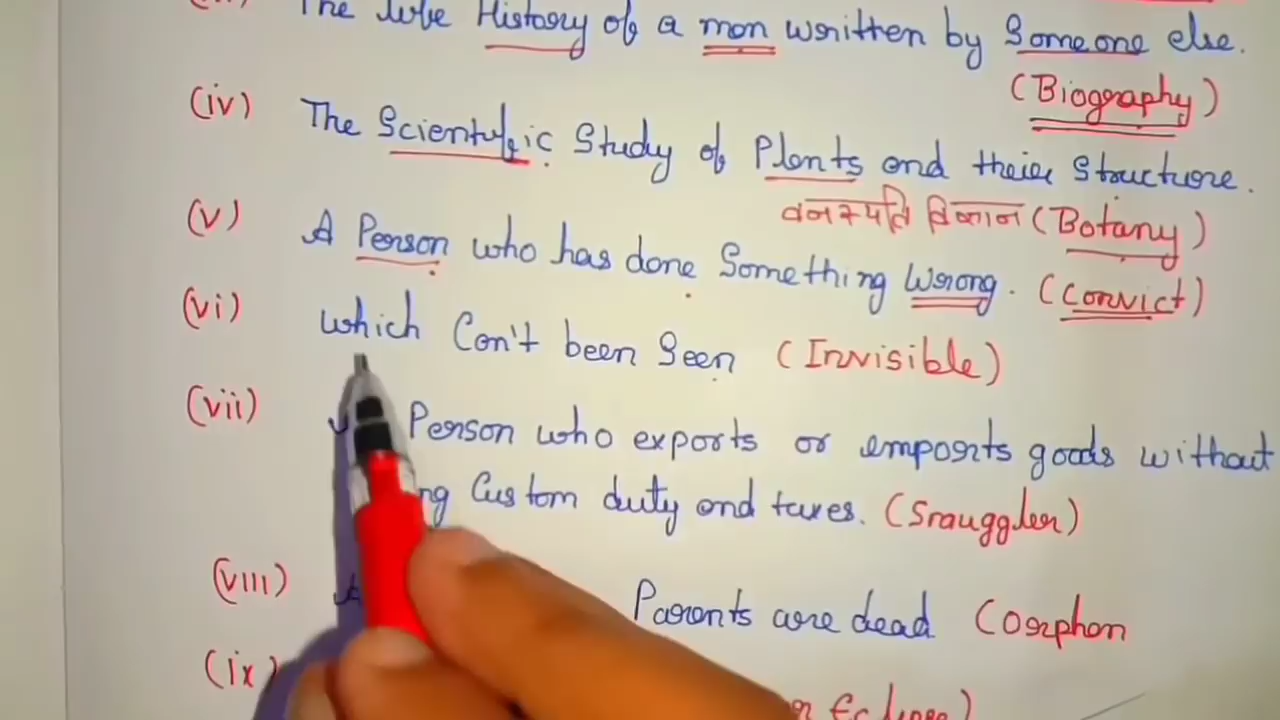 The life History of a man written by Someone else.
(Biography)
(iv) The Scientific Study of Plants and their Structure.
वनस्पति विज्ञान (Botany)
(v) A Person who has done Something Wrong. (Convict)
(vi) which Can't been Seen (Invisible)
(vii) Person who exports or emports goods without
ng Custom duty and taxes. (Smuggler)
(viii) Parents are dead (Orphan
(ix)